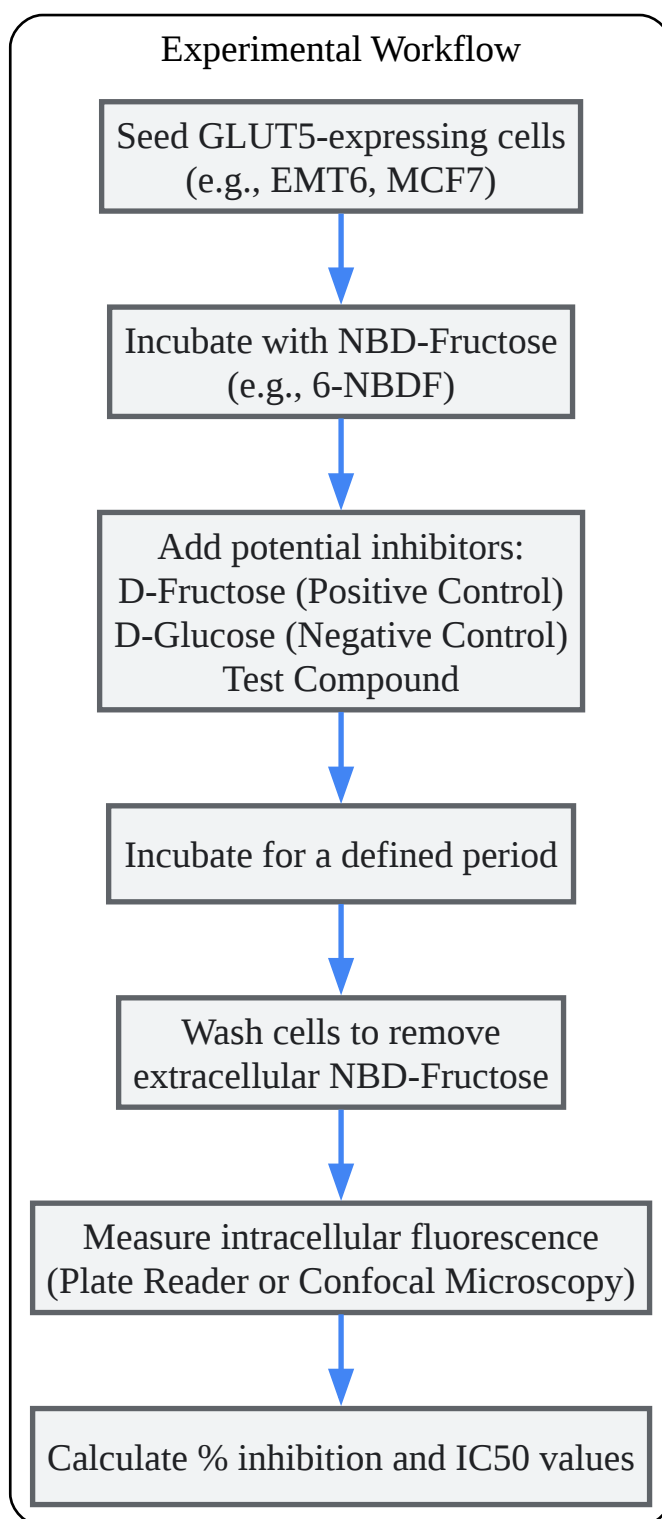 Experimental Workflow
Seed GLUT5-expressing cells
(e.g., EMT6, MCF7)
Incubate with NBD-Fructose
(e.g., 6-NBDF)
Add potential inhibitors:
D-Fructose (Positive Control)
D-Glucose (Negative Control)
Test Compound
Incubate for a defined period
Wash cells to remove
extracellular NBD-Fructose
Measure intracellular fluorescence
(Plate Reader or Confocal Microscopy)
Calculate % inhibition and IC50 values